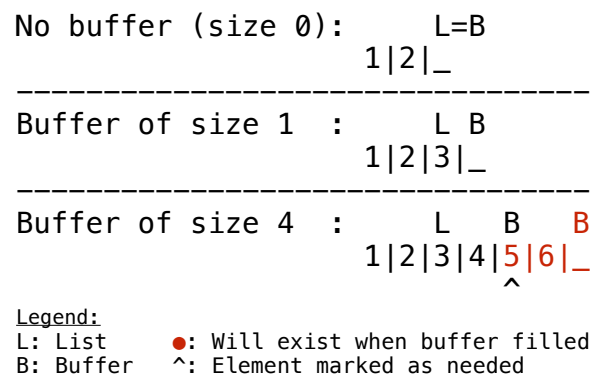 No buffer (size 0):     L=B
1|2|_
---------------------------------
Buffer of size 1  :     L B
1|2|3|_
---------------------------------
Buffer of size 4  :     L   B   B
1|2|3|4|5|6|_
^
Legend:
L: List    ●: Will exist when buffer filled
B: Buffer  ^: Element marked as needed